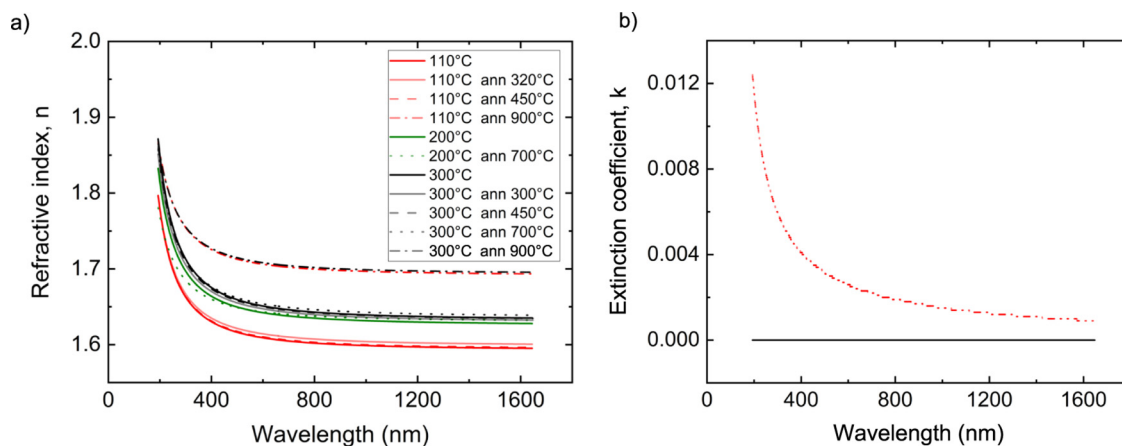 a)
2.0
1.9
1.8
1.7
1.6
Refractive index, n
110°C
110°C ann 320°C
110°C ann 450°C
110°C ann 900°C
200°C
200°C ann 700°C
300°C
300°C ann 300°C
300°C ann 450°C
300°C ann 700°C
300°C ann 900°C
0 400 800 1200 1600
Wavelength (nm)
b)
0.012
0.008
0.004
0.000
Extinction coefficient, k
0 400 800 1200 1600
Wavelength (nm)